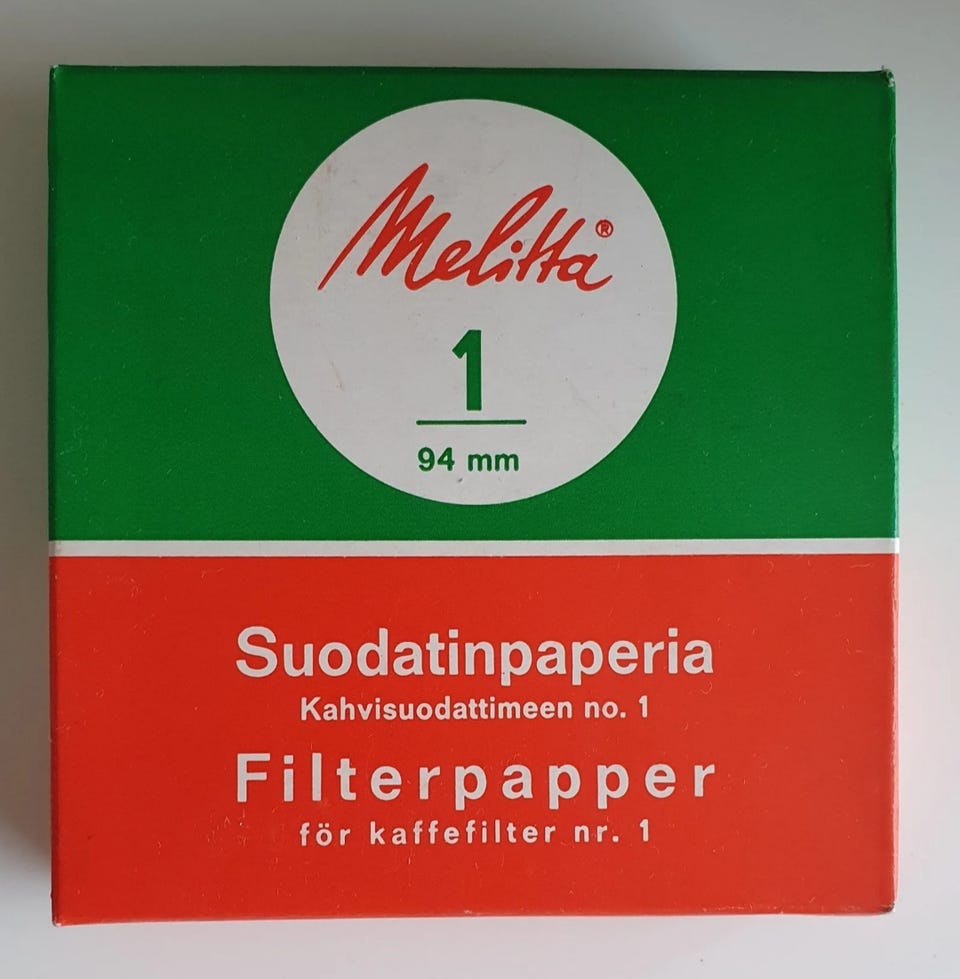 Melitta®
1
94 mm
Suodatinpaperia
Kahvisuodattimeen no. 1
Filterpapper
för kaffefilter nr. 1